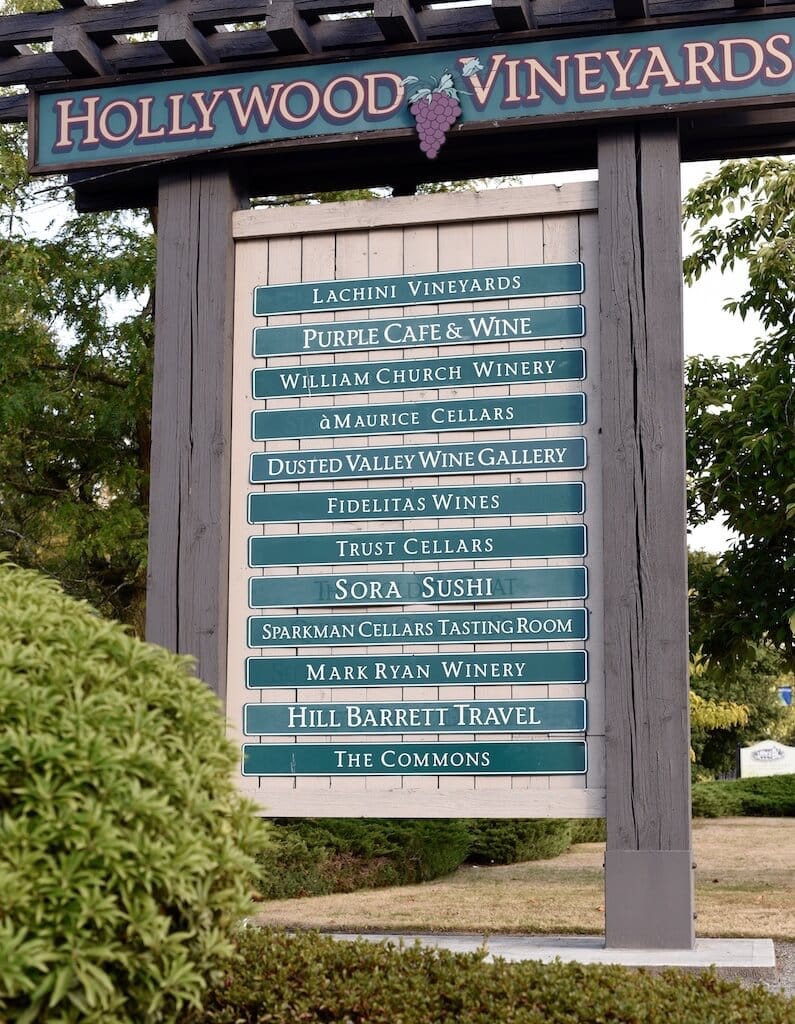 HOLLYWOOD VINEYARDS
LACHINI VINEYARDS
PURPLE CAFE & WINE
WILLIAM CHURCH WINERY
àMAURICE CELLARS
DUSTED VALLEY WINE GALLERY
FIDELITAS WINES
TRUST CELLARS
SORA SUSHI
SPARKMAN CELLARS TASTING ROOM
MARK RYAN WINERY
HILL BARRETT TRAVEL
THE COMMONS